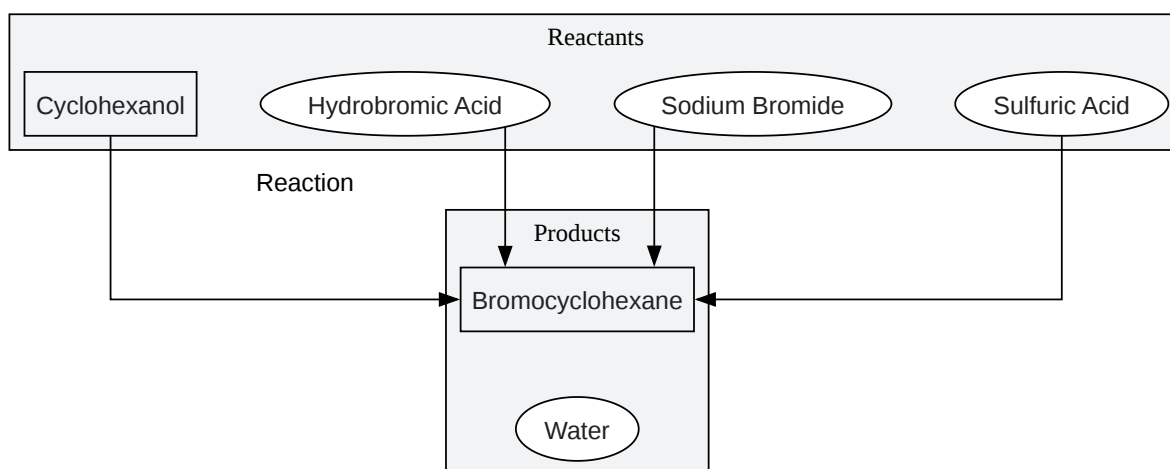 Reactants
Cyclohexanol
Hydrobromic Acid
Sodium Bromide
Sulfuric Acid
Reaction
Products
Bromocyclohexane
Water